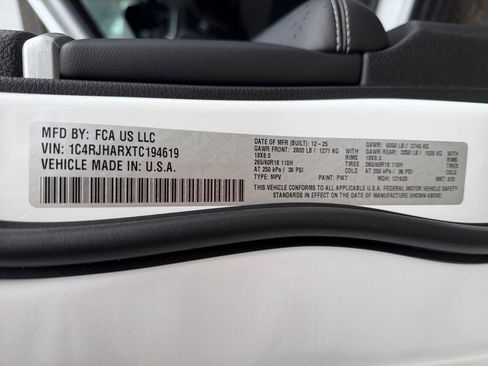 MFD BY: FCA US LLC
VIN: 1C4RJHARXTC194619
VEHICLE MADE IN: U.S.A.
DATE OF MFR (BUILT): 12-25
GAWR FRONT: 2800 LB / 1271 KG WITH
18X8.0 RIMS
265/60R18 110H TIRES
AT 250 kPa / 36 PSI COLD
TYPE: MPV PAINT: PW7
GVWR: 6050 LB / 2745 KG
GAWR REAR: 3350 LB / 1520 KG WITH
18X8.0 RIMS
265/60R18 110H TIRES
AT 250 kPa / 36 PSI COLD
THIS VEHICLE CONFORMS TO ALL APPLICABLE U.S.A. FEDERAL MOTOR VEHICLE SAFETY
STANDARDS IN EFFECT ON THE DATE OF MANUFACTURE SHOWN ABOVE.